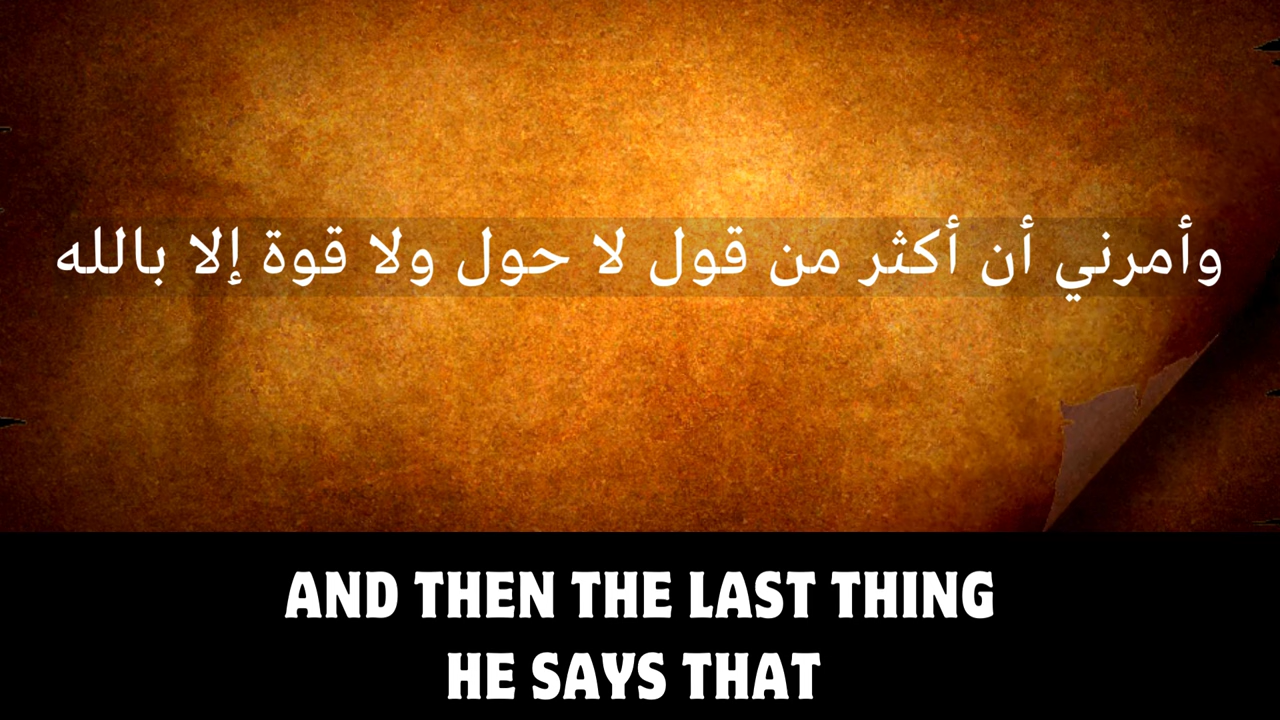 وأمرني أن أكثر من قول لا حول ولا قوة إلا بالله
AND THEN THE LAST THING
HE SAYS THAT